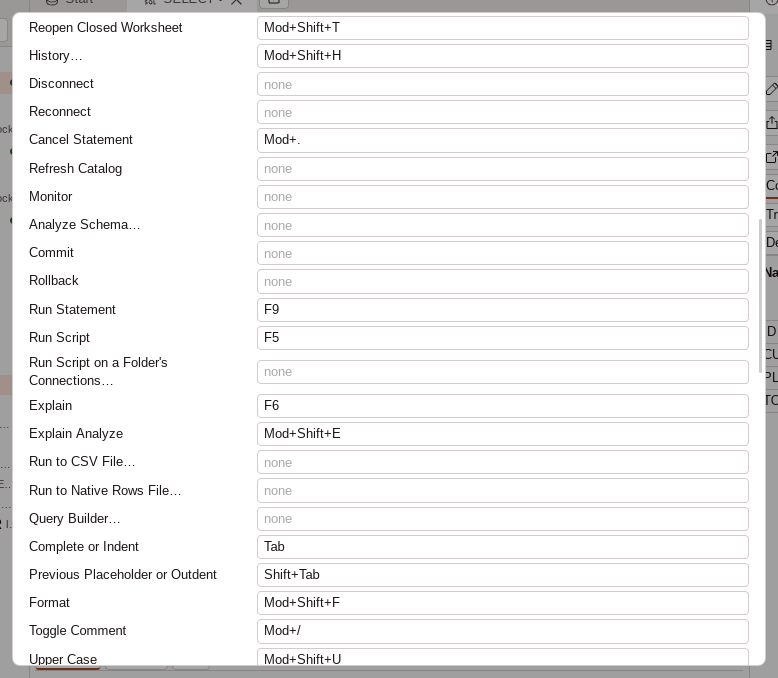 Start
SELECT
Reopen Closed Worksheet Mod+Shift+T
History… Mod+Shift+H
Disconnect none
Reconnect none
Cancel Statement Mod+.
Refresh Catalog none
Monitor none
Analyze Schema… none
Commit none
Rollback none
Run Statement F9
Run Script F5
Run Script on a Folder's
Connections… none
Explain F6
Explain Analyze Mod+Shift+E
Run to CSV File… none
Run to Native Rows File… none
Query Builder… none
Complete or Indent Tab
Previous Placeholder or Outdent Shift+Tab
Format Mod+Shift+F
Toggle Comment Mod+/
Upper Case Mod+Shift+U